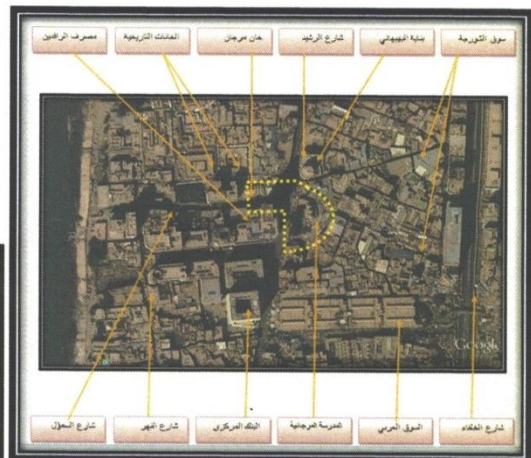 سوق الشورجة
بناية البهبهاني
شارع الرشيد
خان مرجان
الخانات التاريخية
مصرف الرافدين
Google
شارع الخلفاء
السوق العربي
المدرسة المرجانية
البنك المركزي
شارع النهر
شارع السموأل